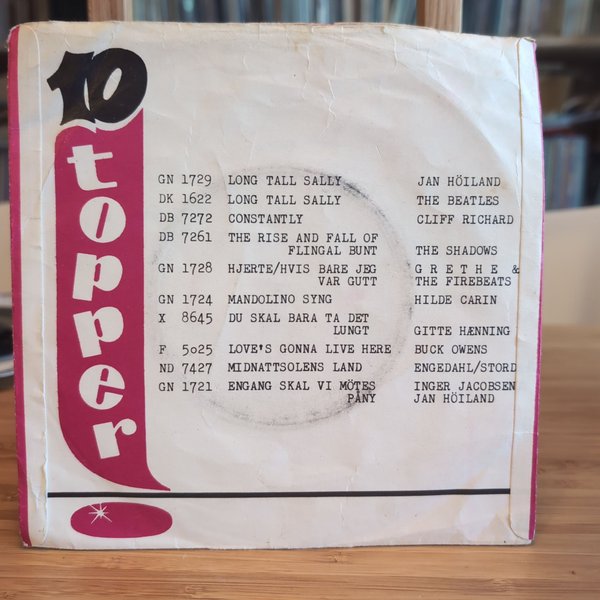 10
tøpper
GN 1729 LONG TALL SALLY JAN HÖILAND
DK 1622 LONG TALL SALLY THE BEATLES
DB 7272 CONSTANTLY CLIFF RICHARD
DB 7261 THE RISE AND FALL OF
FLINGAL BUNT THE SHADOWS
GN 1728 HJERTE/HVIS BARE JEG G R E T H E &
VAR GUTT THE FIREBEATS
GN 1724 MANDOLINO SYNG HILDE CARIN
X 8645 DU SKAL BARA TA DET
LUNGT GITTE HÆNNING
F 5o25 LOVE'S GONNA LIVE HERE BUCK OWENS
ND 7427 MIDNATTSOLENS LAND ENGEDAHL/STORD
GN 1721 ENGANG SKAL VI MÖTES INGER JACOBSEN
PÅNY JAN HÖILAND